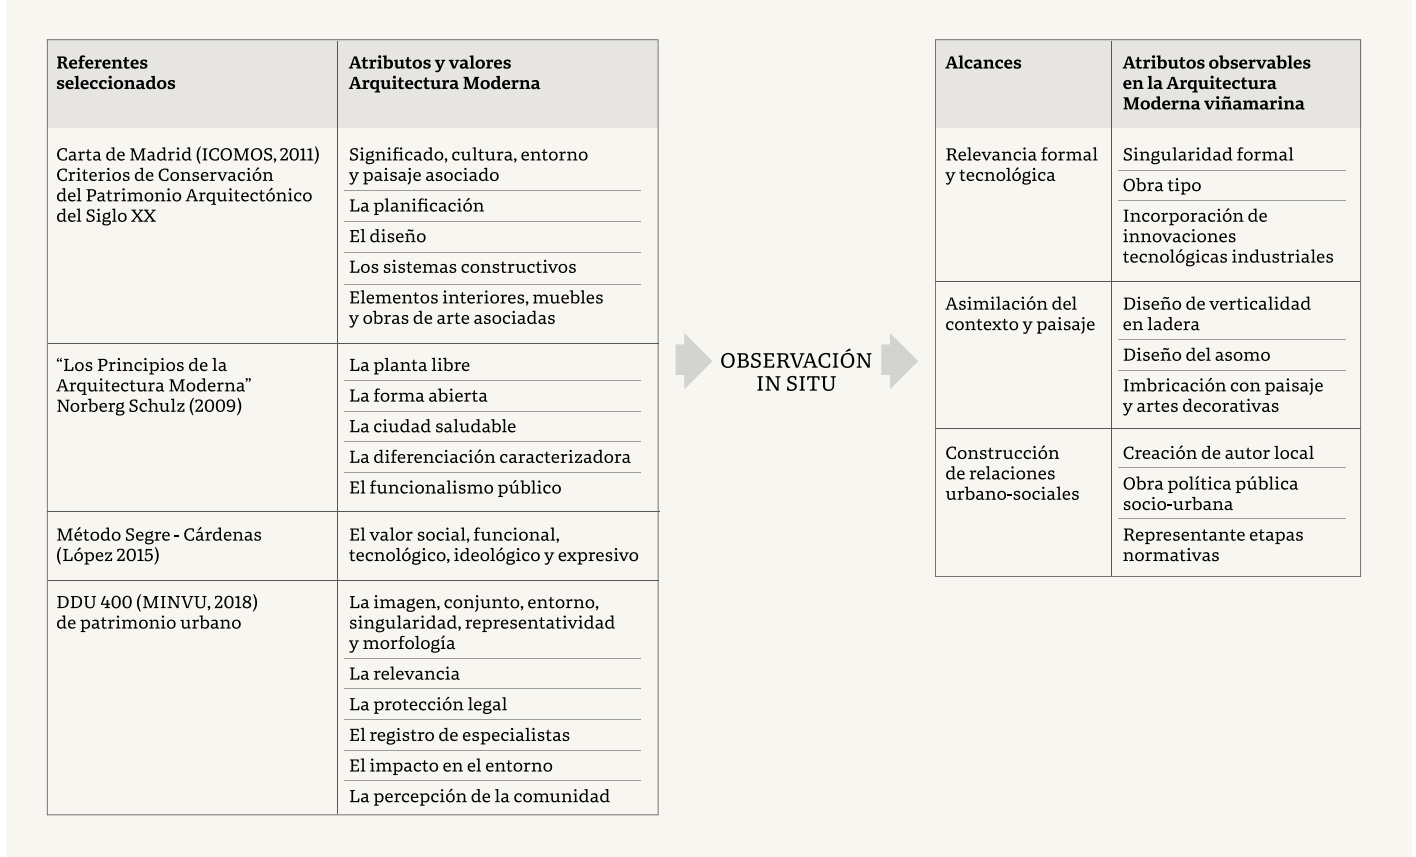 Referentes
seleccionados
Atributos y valores
Arquitectura Moderna
Carta de Madrid (ICOMOS, 2011)
Criterios de Conservación
del Patrimonio Arquitectónico
del Siglo XX
Significado, cultura, entorno
y paisaje asociado
La planificación
El diseño
Los sistemas constructivos
Elementos interiores, muebles
y obras de arte asociadas
“Los Principios de la
Arquitectura Moderna”
Norberg Schulz (2009)
La planta libre
La forma abierta
La ciudad saludable
La diferenciación caracterizadora
El funcionalismo público
Método Segre - Cárdenas
(López 2015)
El valor social, funcional,
tecnológico, ideológico y expresivo
DDU 400 (MINVU, 2018)
de patrimonio urbano
La imagen, conjunto, entorno,
singularidad, representatividad
y morfología
La relevancia
La protección legal
El registro de especialistas
El impacto en el entorno
La percepción de la comunidad
OBSERVACIÓN
IN SITU
Alcances
Atributos observables
en la Arquitectura
Moderna viñamarina
Relevancia formal
y tecnológica
Singularidad formal
Obra tipo
Incorporación de
innovaciones
tecnológicas industriales
Asimilación del
contexto y paisaje
Diseño de verticalidad
en ladera
Diseño del asomo
Imbricación con paisaje
y artes decorativas
Construcción
de relaciones
urbano-sociales
Creación de autor local
Obra política pública
socio-urbana
Representante etapas
normativas